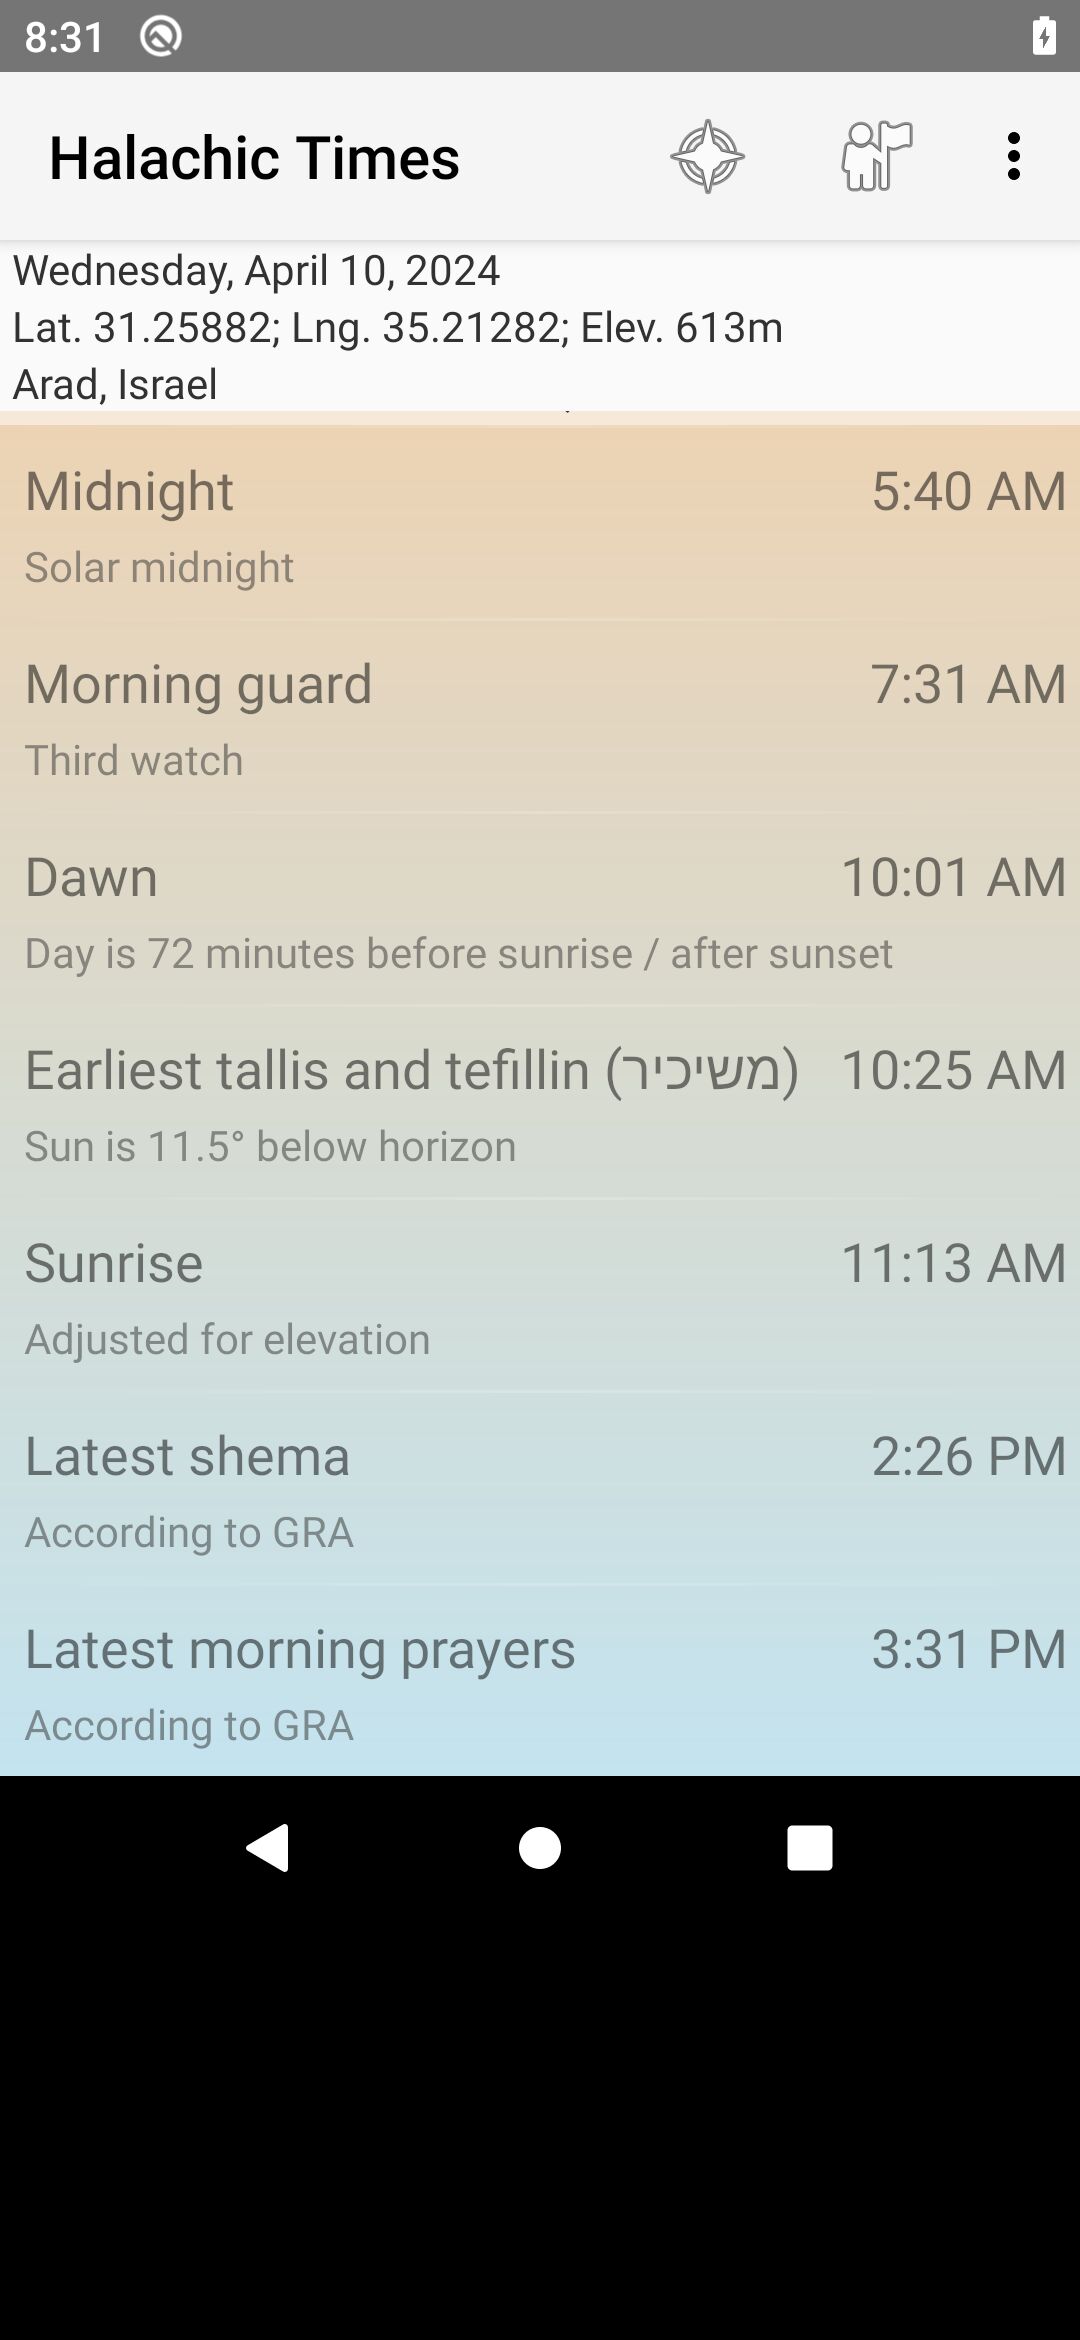 8:31
Halachic Times
Wednesday, April 10, 2024
Lat. 31.25882; Lng. 35.21282; Elev. 613m
Arad, Israel
Midnight 5:40 AM
Solar midnight
Morning guard 7:31 AM
Third watch
Dawn 10:01 AM
Day is 72 minutes before sunrise / after sunset
Earliest tallis and tefillin (משיכיר) 10:25 AM
Sun is 11.5° below horizon
Sunrise 11:13 AM
Adjusted for elevation
Latest shema 2:26 PM
According to GRA
Latest morning prayers 3:31 PM
According to GRA